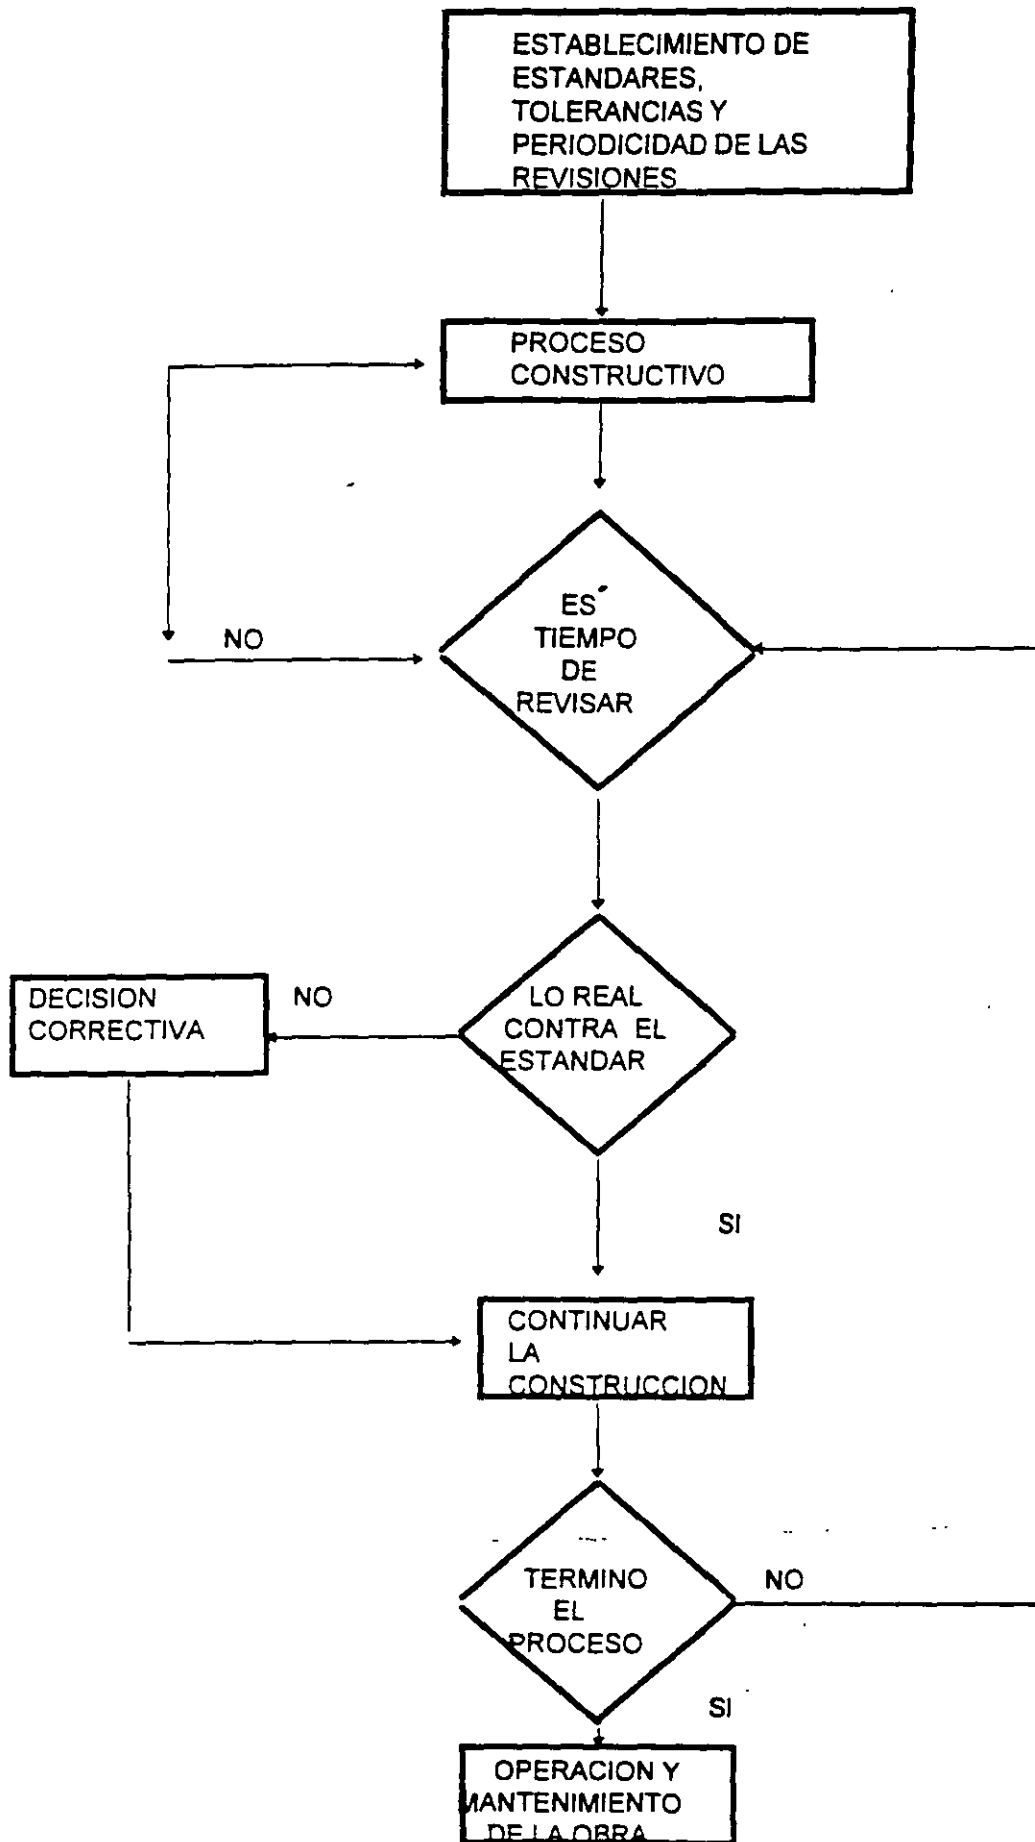 ESTABLECIMIENTO DE
ESTANDARES,
TOLERANCIAS Y
PERIODICIDAD DE LAS
REVISIONES
PROCESO
CONSTRUCTIVO
ES
TIEMPO
DE
REVISAR
NO
LO REAL
CONTRA EL
ESTANDAR
NO
DECISION
CORRECTIVA
SI
CONTINUAR
LA
CONSTRUCCION
TERMINO
EL
PROCESO
NO
SI
OPERACION Y
MANTENIMIENTO
DE LA OBRA